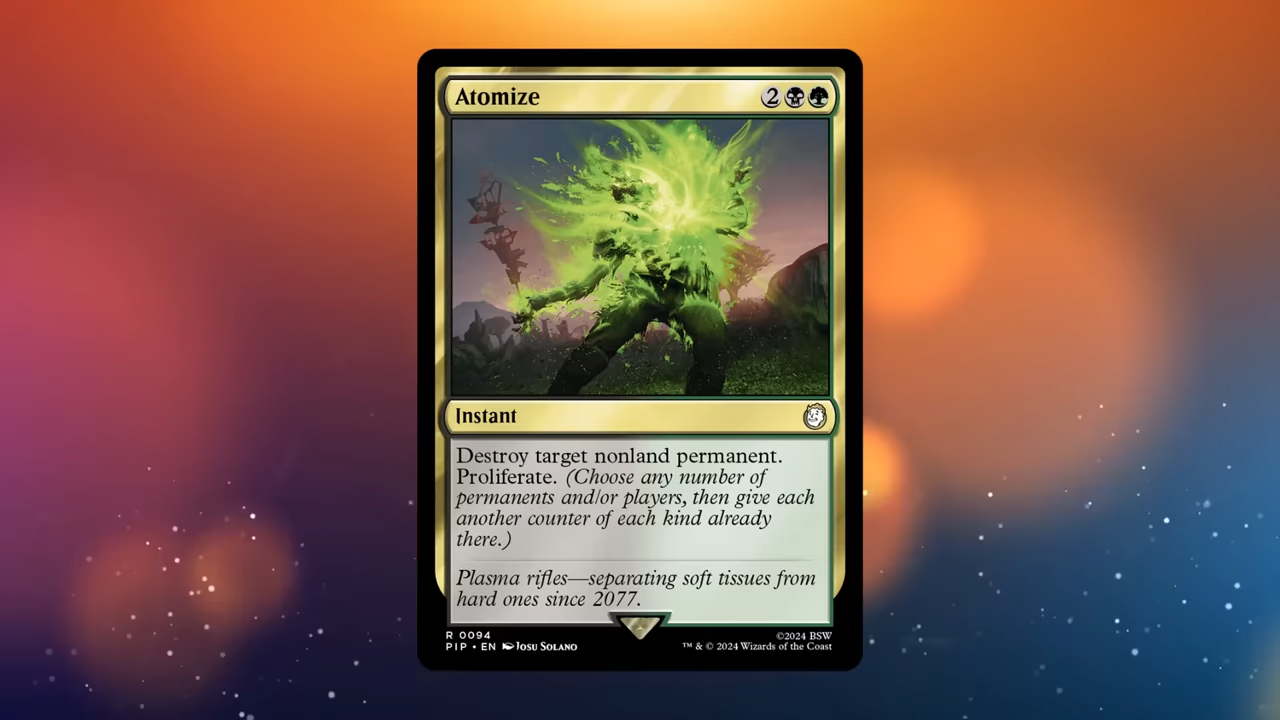 Atomize 2
Instant
Destroy target nonland permanent.
Proliferate. (Choose any number of
permanents and/or players, then give each
another counter of each kind already
there.)
Plasma rifles—separating soft tissues from
hard ones since 2077.
R 0094
PIP • EN Josu Solano
©2024 BSW
™ & © 2024 Wizards of the Coast